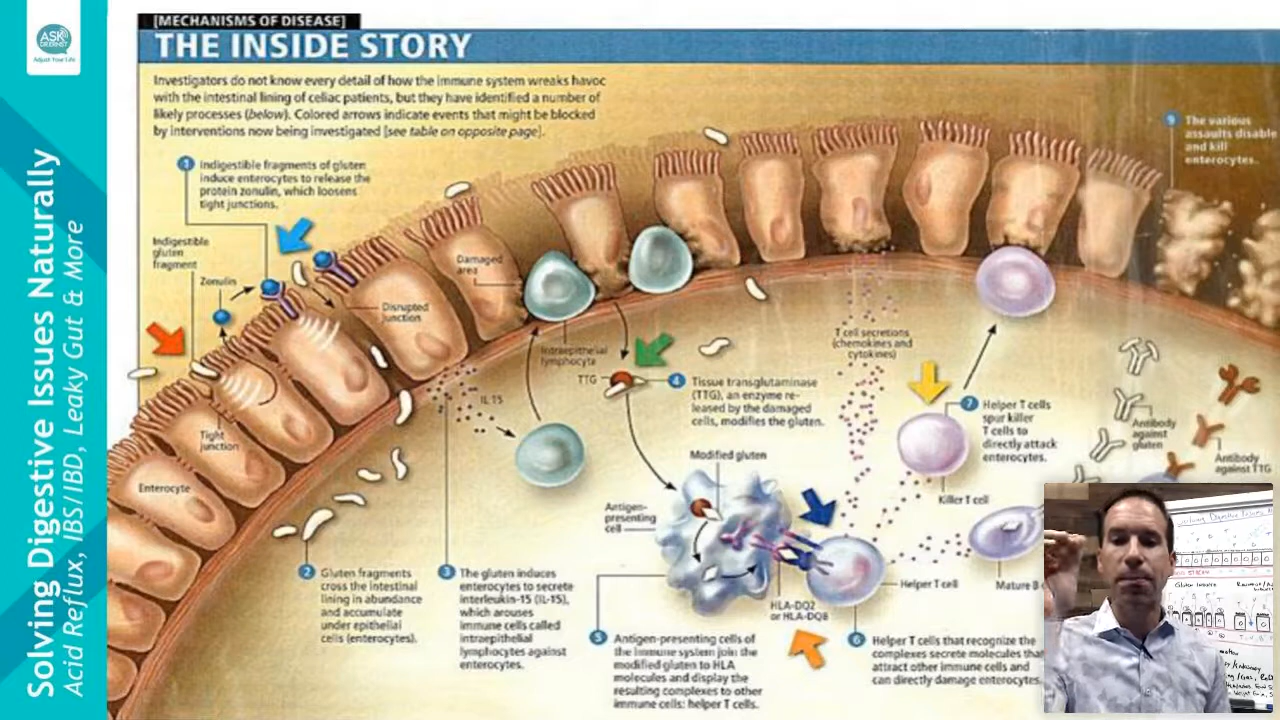 ASK
DR.ERNST
Adjust Your Life
Solving Digestive Issues Naturally
Acid Reflux, IBS/IBD, Leaky Gut & More
[MECHANISMS OF DISEASE]
THE INSIDE STORY
Investigators do not know every detail of how the immune system wreaks havoc
with the intestinal lining of celiac patients, but they have identified a number of
likely processes (below). Colored arrows indicate events that might be blocked
by interventions now being investigated [see table on opposite page].
1 Indigestible fragments of gluten
induce enterocytes to release the
protein zonulin, which loosens
tight junctions.
Indigestible
gluten
fragment
Zonulin
Tight
junction
Enterocyte
Disrupted
junction
Damaged
area
Intraepithelial
lymphocyte
IL-15
TTG
2 Gluten fragments
cross the intestinal
lining in abundance
and accumulate
under epithelial
cells (enterocytes).
3 The gluten induces
enterocytes to secrete
interleukin-15 (IL-15),
which arouses
immune cells called
intraepithelial
lymphocytes against
enterocytes.
4 Tissue transglutaminase
(TTG), an enzyme re-
leased by the damaged
cells, modifies the gluten.
Modified gluten
Antigen-
presenting
cell
HLA-DQ2
or HLA-DQ8
5 Antigen-presenting cells of
the immune system join the
modified gluten to HLA
molecules and display the
resulting complexes to other
immune cells: helper T cells.
T cell secretions
(chemokines and
cytokines)
Helper T cell
6 Helper T cells that recognize the
complexes secrete molecules that
attract other immune cells and
can directly damage enterocytes.
7 Helper T cells
spur killer
T cells to
directly attack
enterocytes.
Killer T cell
Mature B
Antibody
against
gluten
Antibody
against TTG
9 The various
assaults disable
and kill
enterocytes.